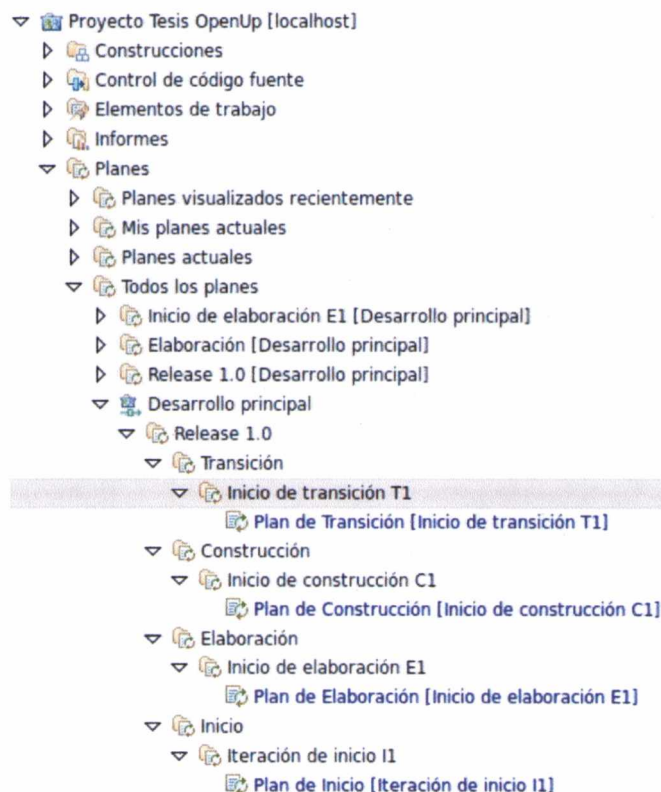 Proyecto Tesis OpenUp [localhost]
Construcciones
Control de código fuente
Elementos de trabajo
Informes
Planes
Planes visualizados recientemente
Mis planes actuales
Planes actuales
Todos los planes
Inicio de elaboración E1 [Desarrollo principal]
Elaboración [Desarrollo principal]
Release 1.0 [Desarrollo principal]
Desarrollo principal
Release 1.0
Transición
Inicio de transición T1
Plan de Transición [Inicio de transición T1]
Construcción
Inicio de construcción C1
Plan de Construcción [Inicio de construcción C1]
Elaboración
Inicio de elaboración E1
Plan de Elaboración [Inicio de elaboración E1]
Inicio
Iteración de inicio I1
Plan de Inicio [Iteración de inicio I1]